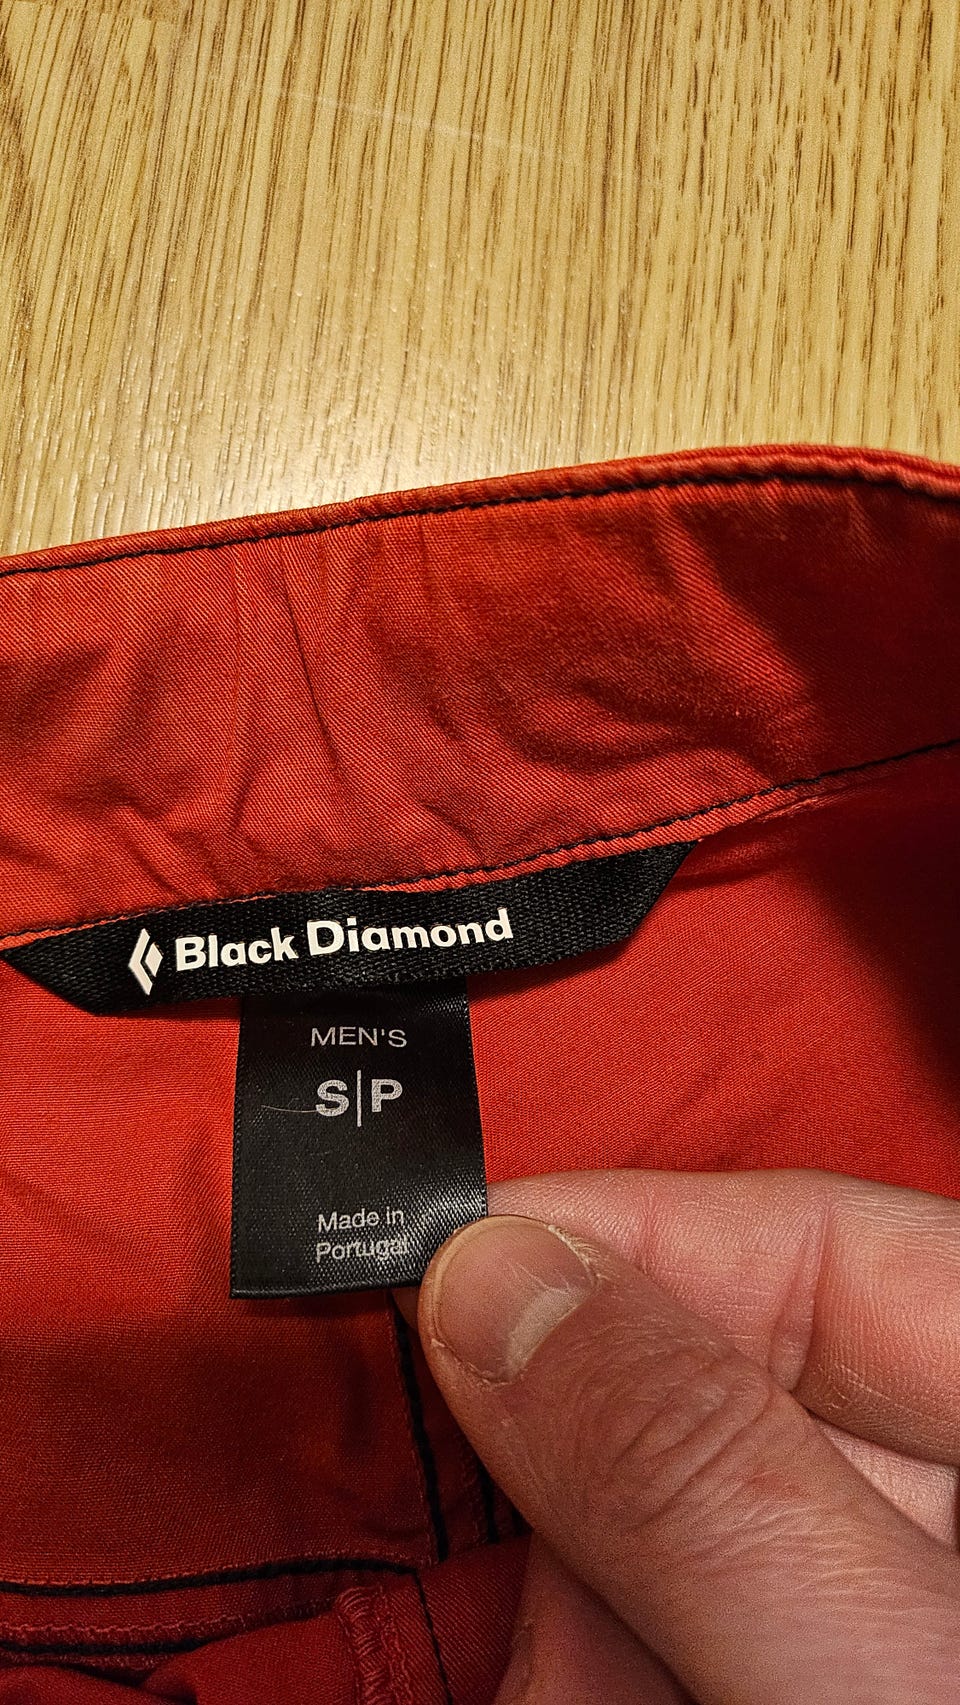 Black Diamond
MEN'S
S|P
Made in
Portugal